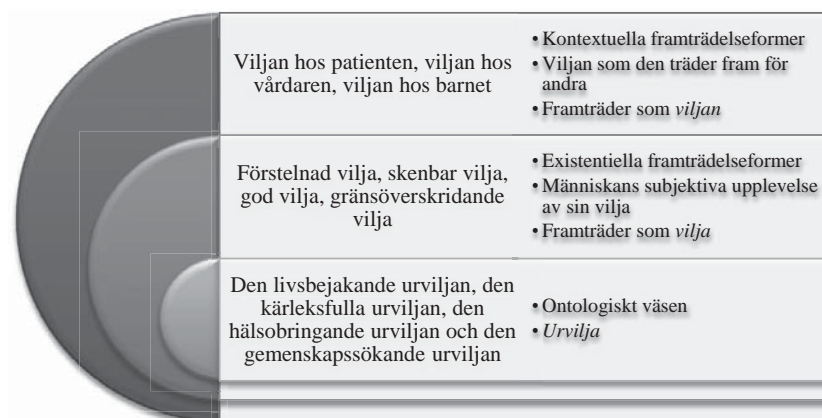 Viljan hos patienten, viljan hos
vårdaren, viljan hos barnet
• Kontextuella framträdelseformer
• Viljan som den träder fram för
andra
• Framträder som viljan
Förstelnad vilja, skenbar vilja,
god vilja, gränsöverskridande
vilja
• Existentiella framträdelseformer
• Människans subjektiva upplevelse
av sin vilja
• Framträder som vilja
Den livsbejakande urviljan, den
kärleksfulla urviljan, den
hälsobringande urviljan och den
gemenskapssökande urviljan
• Ontologiskt väsen
• Urvilja